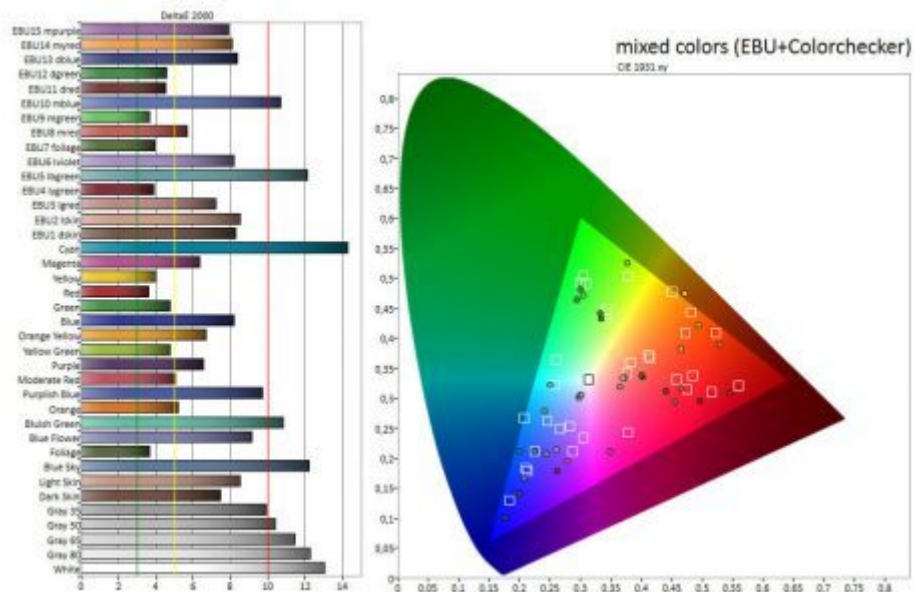 DeltaE 2000
EBU15 mpurple
EBU14 myred
EBU13 dblue
EBU12 dgreen
EBU11 dred
EBU10 mblue
EBU9 mgreen
EBU8 mred
EBU7 foliage
EBU6 lviolet
EBU5 lbgreen
EBU4 lygreen
EBU3 lgred
EBU2 lskin
EBU1 dskin
Cyan
Magenta
Yellow
Red
Green
Blue
Orange Yellow
Yellow Green
Purple
Moderate Red
Purplish Blue
Orange
Bluish Green
Blue Flower
Foliage
Blue Sky
Light Skin
Dark Skin
Gray 35
Gray 50
Gray 65
Gray 80
White
0 2 4 6 8 10 12 14
mixed colors (EBU+Colorchecker)
CIE 1931 xy
0,8
0,75
0,7
0,65
0,6
0,55
0,5
0,45
0,4
0,35
0,3
0,25
0,2
0,15
0,1
0,05
0
0 0,05 0,1 0,15 0,2 0,25 0,3 0,35 0,4 0,45 0,5 0,55 0,6 0,65 0,7 0,75 0,8